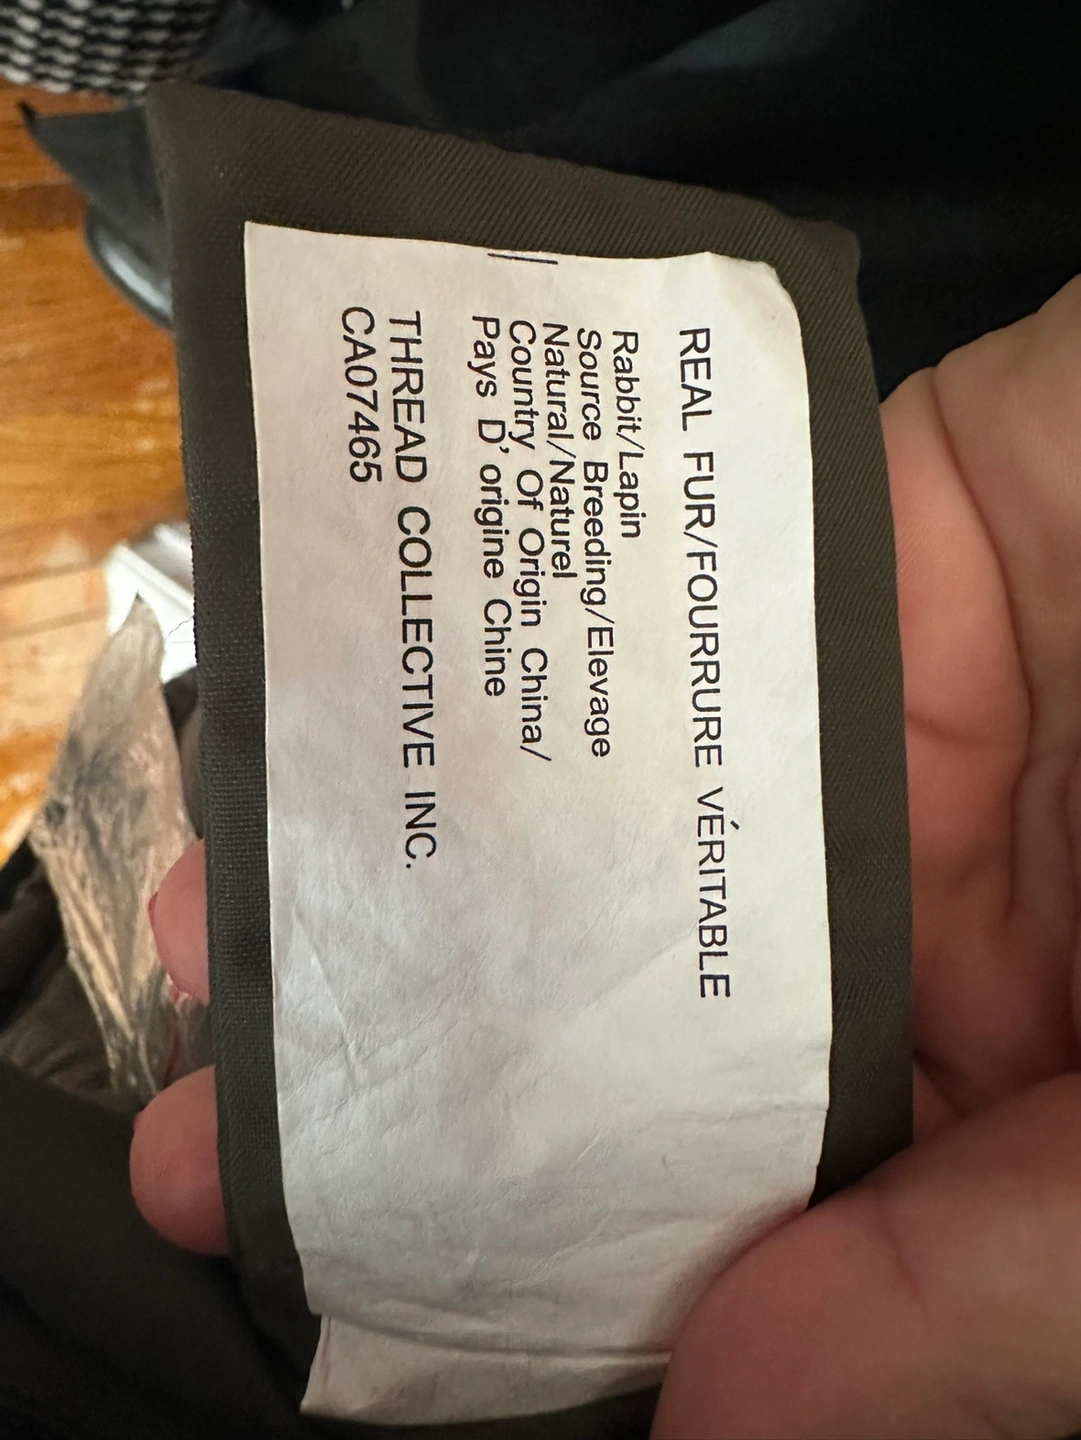 REAL FUR/FOURRURE VÉRITABLE
Rabbit/Lapin
Source Breeding/Elevage
Natural/Naturel
Country Of Origin China/
Pays D' origine Chine
THREAD COLLECTIVE INC.
CA07465